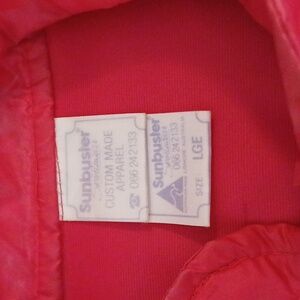 Sunbuster
CUSTOM MADE
APPAREL
☎ 066 242133
Sunbuster
066 242133
SIZE LGE